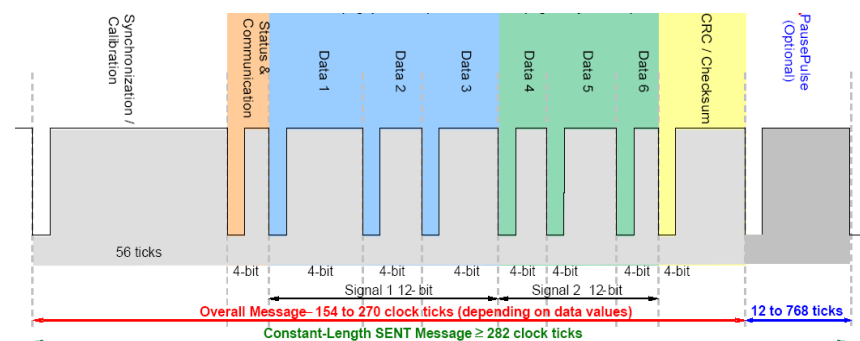 Synchronization /
Calibration
Status &
Communication
Data 1
Data 2
Data 3
Data 4
Data 5
Data 6
CRC / Checksum
PausePulse
(Optional)
56 ticks
4-bit
4-bit
4-bit
4-bit
4-bit
4-bit
4-bit
4-bit
Signal 1 12-bit
Signal 2 12-bit
Overall Message– 154 to 270 clock ticks (depending on data values)
12 to 768 ticks
Constant-Length SENT Message ≥ 282 clock ticks